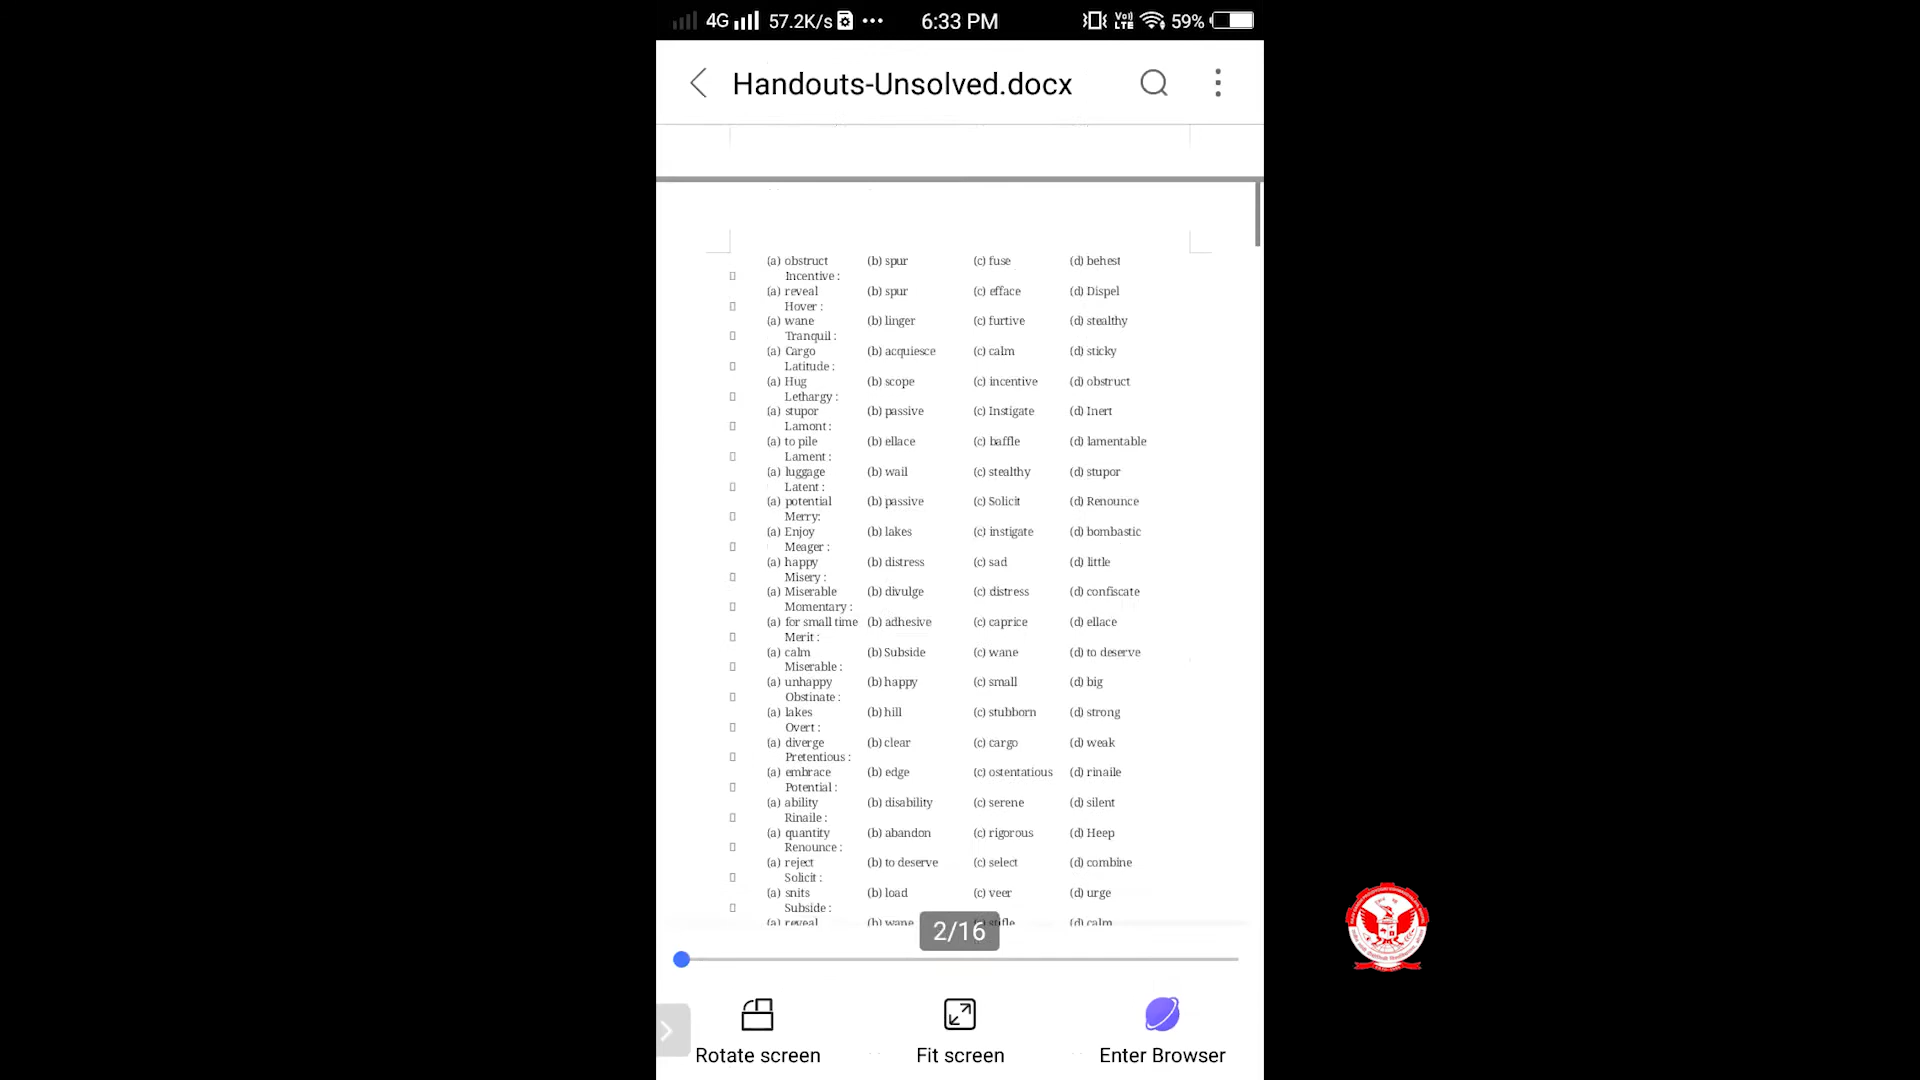 4G 57.2K/s 6:33 PM VoI) LTE 59%
Handouts-Unsolved.docx
(a) obstruct (b) spur (c) fuse (d) behest
Incentive :
(a) reveal (b) spur (c) efface (d) Dispel
Hover :
(a) wane (b) linger (c) furtive (d) stealthy
Tranquil :
(a) Cargo (b) acquiesce (c) calm (d) sticky
Latitude :
(a) Hug (b) scope (c) incentive (d) obstruct
Lethargy :
(a) stupor (b) passive (c) Instigate (d) Inert
Lamont :
(a) to pile (b) ellace (c) baffle (d) lamentable
Lament :
(a) luggage (b) wail (c) stealthy (d) stupor
Latent :
(a) potential (b) passive (c) Solicit (d) Renounce
Merry:
(a) Enjoy (b) lakes (c) instigate (d) bombastic
Meager :
(a) happy (b) distress (c) sad (d) little
Misery :
(a) Miserable (b) divulge (c) distress (d) confiscate
Momentary :
(a) for small time (b) adhesive (c) caprice (d) ellace
Merit :
(a) calm (b) Subside (c) wane (d) to deserve
Miserable :
(a) unhappy (b) happy (c) small (d) big
Obstinate :
(a) lakes (b) hill (c) stubborn (d) strong
Overt :
(a) diverge (b) clear (c) cargo (d) weak
Pretentious :
(a) embrace (b) edge (c) ostentatious (d) rinaile
Potential :
(a) ability (b) disability (c) serene (d) silent
Rinaile :
(a) quantity (b) abandon (c) rigorous (d) Heep
Renounce :
(a) reject (b) to deserve (c) select (d) combine
Solicit :
(a) snits (b) load (c) veer (d) urge
Subside :
(a) reveal (b) wane stifle (d) calm
2/16
Rotate screen Fit screen Enter Browser